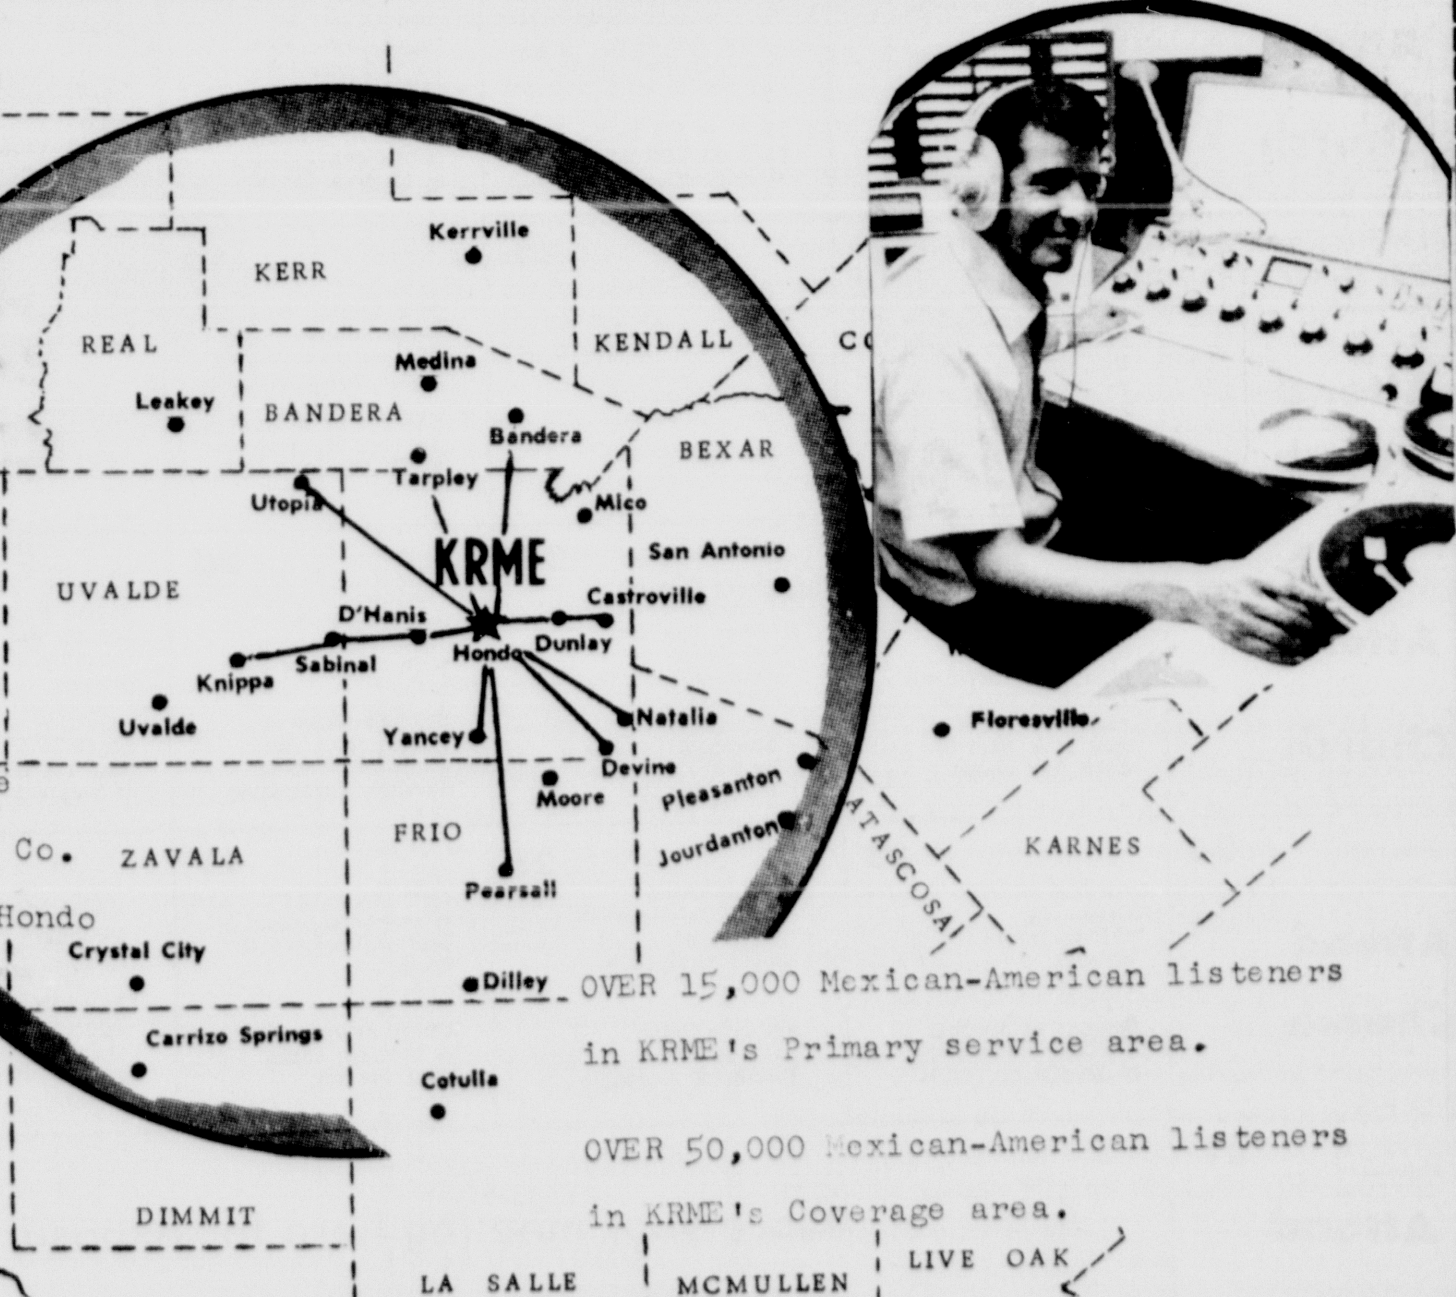 Kerrville
KERR
REAL
KENDALL
Medina
Leakey
BANDERA
Bandera
BEXAR
Tarpley
Utopia
Mico
KRME
San Antonio
UVALDE
Castroville
D'Hanis
Dunlay
Hondo
Sabinal
Knippa
Natalia
Floresville
Uvalde
Yancey
Devine
Pleasanton
Moore
FRIO
Jourdanton
ATASCOSA
KARNES
Co.
ZAVALA
Pearsall
Hondo
Crystal City
Dilley
OVER 15,000 Mexican-American listeners
Carrizo Springs
in KRME's Primary service area.
Cotulla
OVER 50,000 Mexican-American listeners
in KRME's Coverage area.
DIMMIT
LIVE OAK
LA SALLE
MCMULLEN